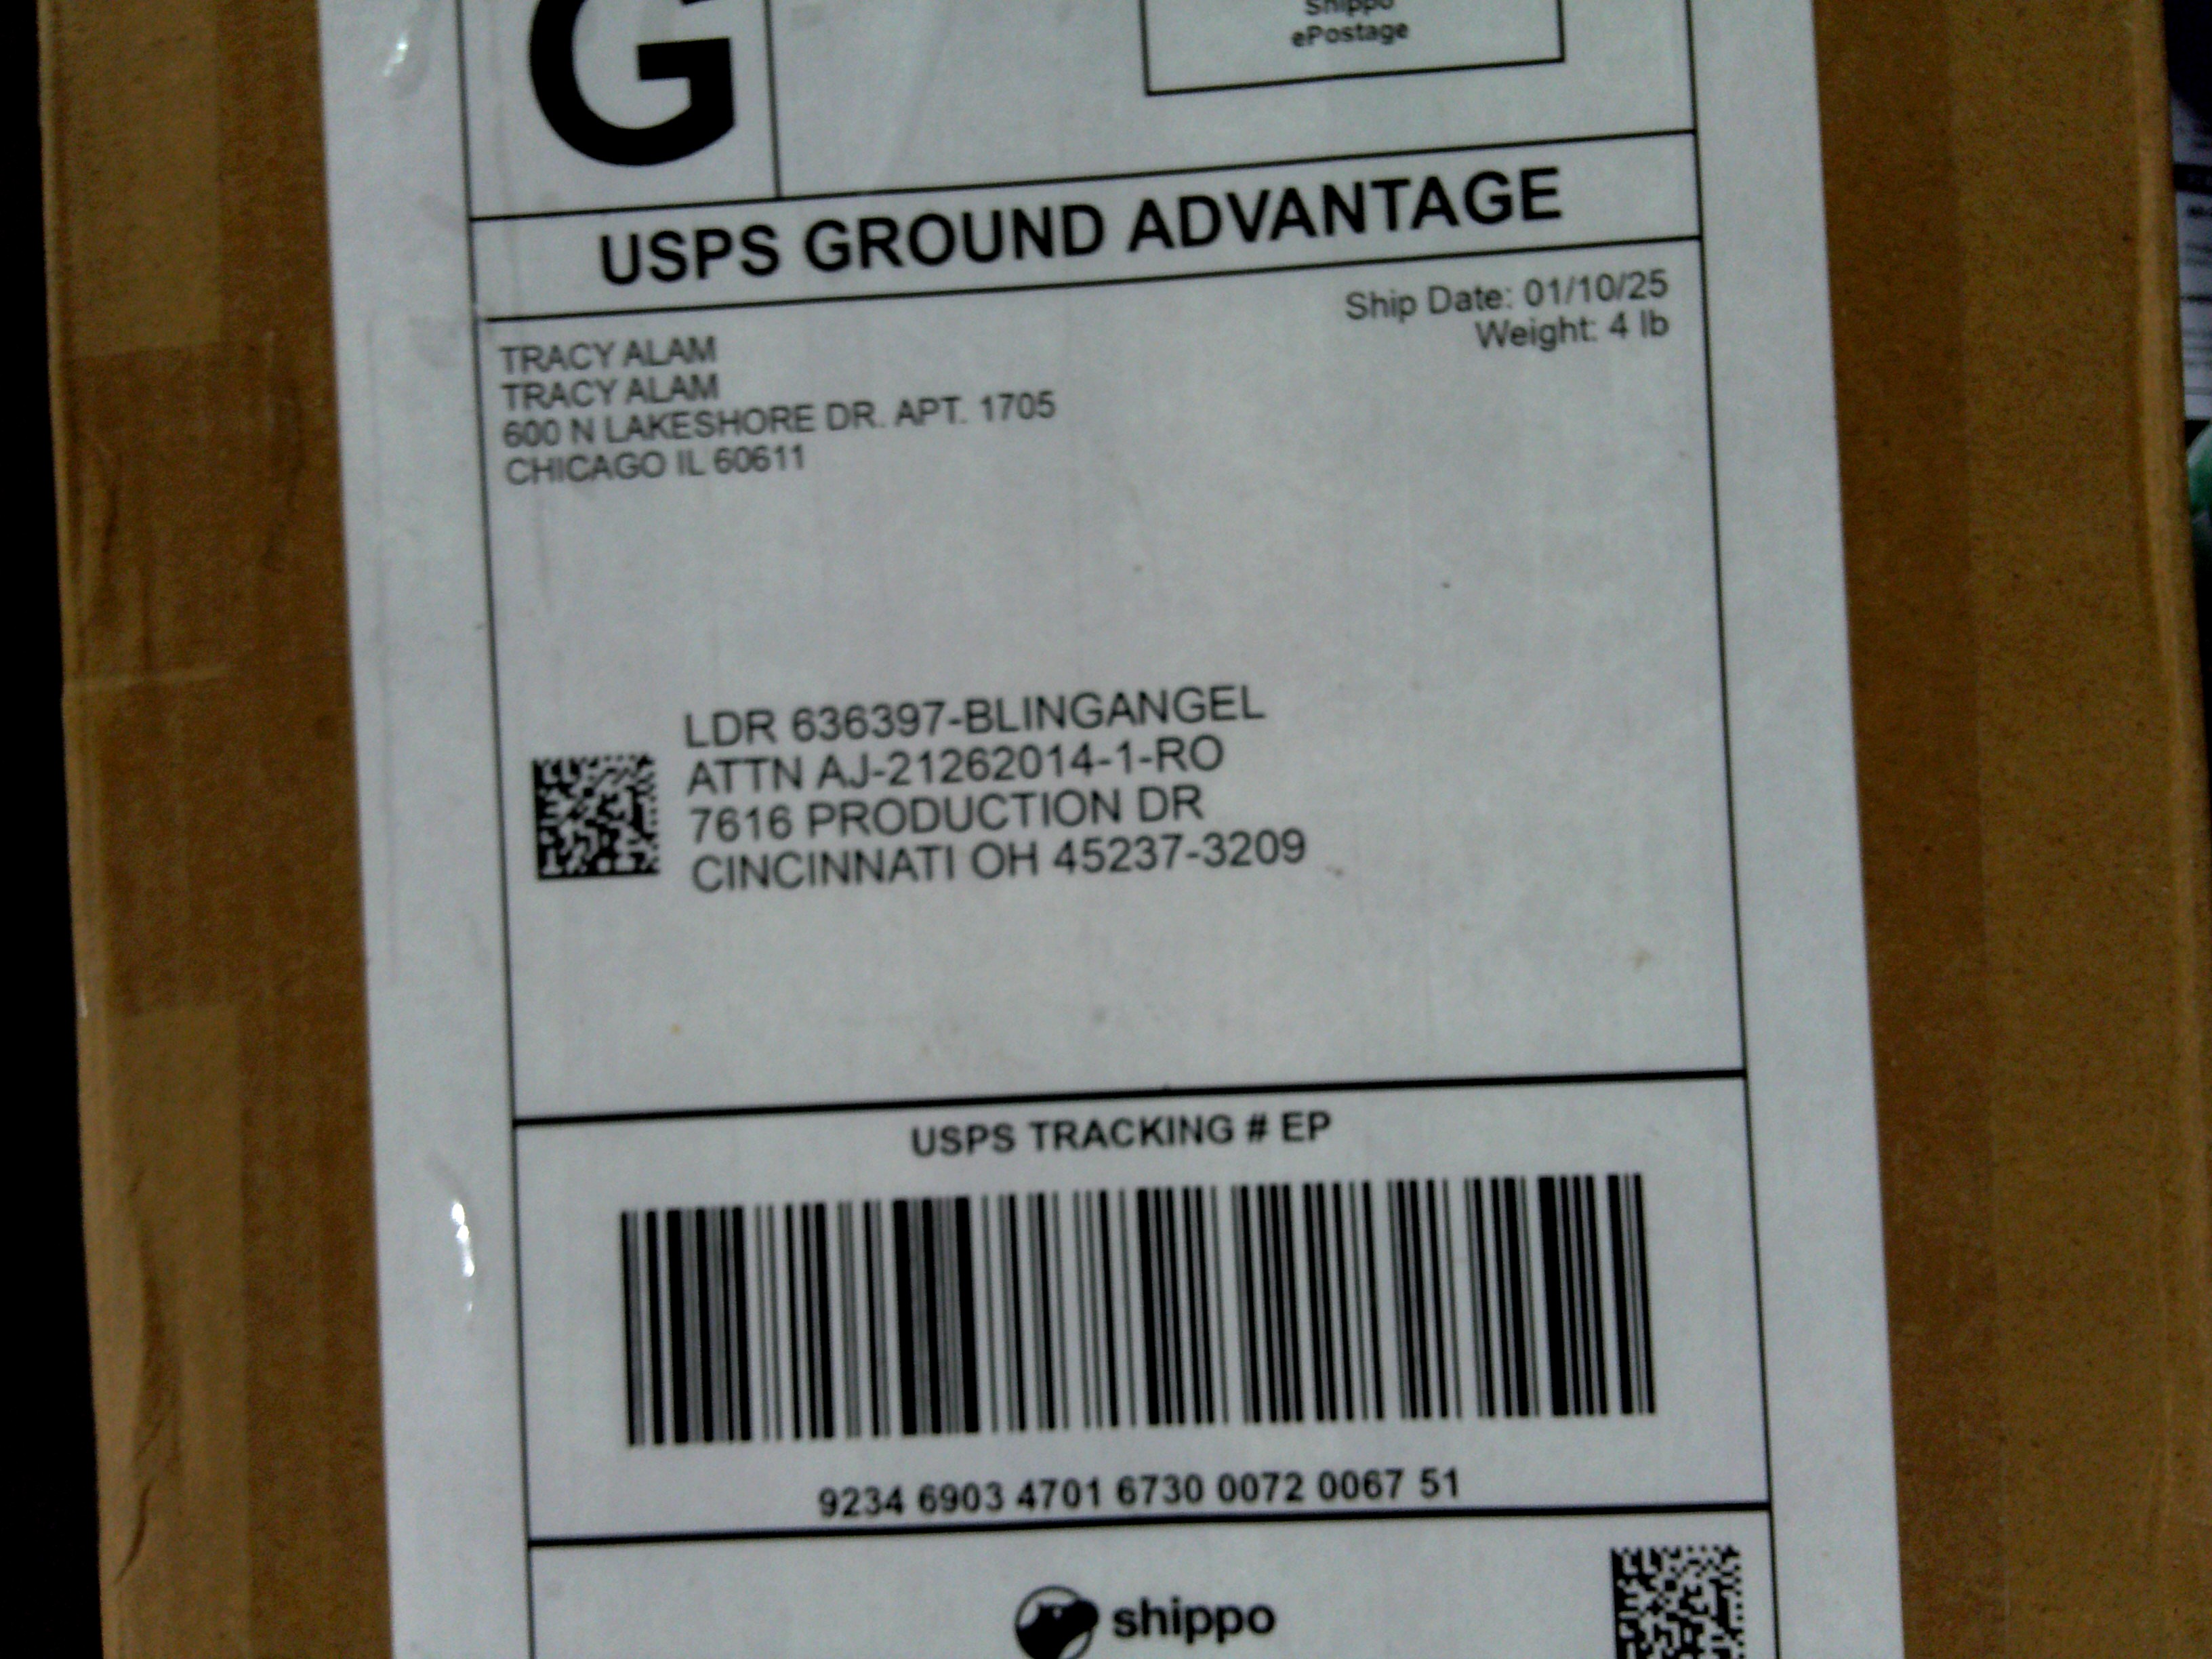 G
Shippo
ePostage
USPS GROUND ADVANTAGE
Ship Date: 01/10/25
Weight: 4 lb
TRACY ALAM
TRACY ALAM
600 N LAKESHORE DR. APT. 1705
CHICAGO IL 60611
LDR 636397-BLINGANGEL
ATTN AJ-21262014-1-RO
7616 PRODUCTION DR
CINCINNATI OH 45237-3209
USPS TRACKING # EP
9234 6903 4701 6730 0072 0067 51
shippo